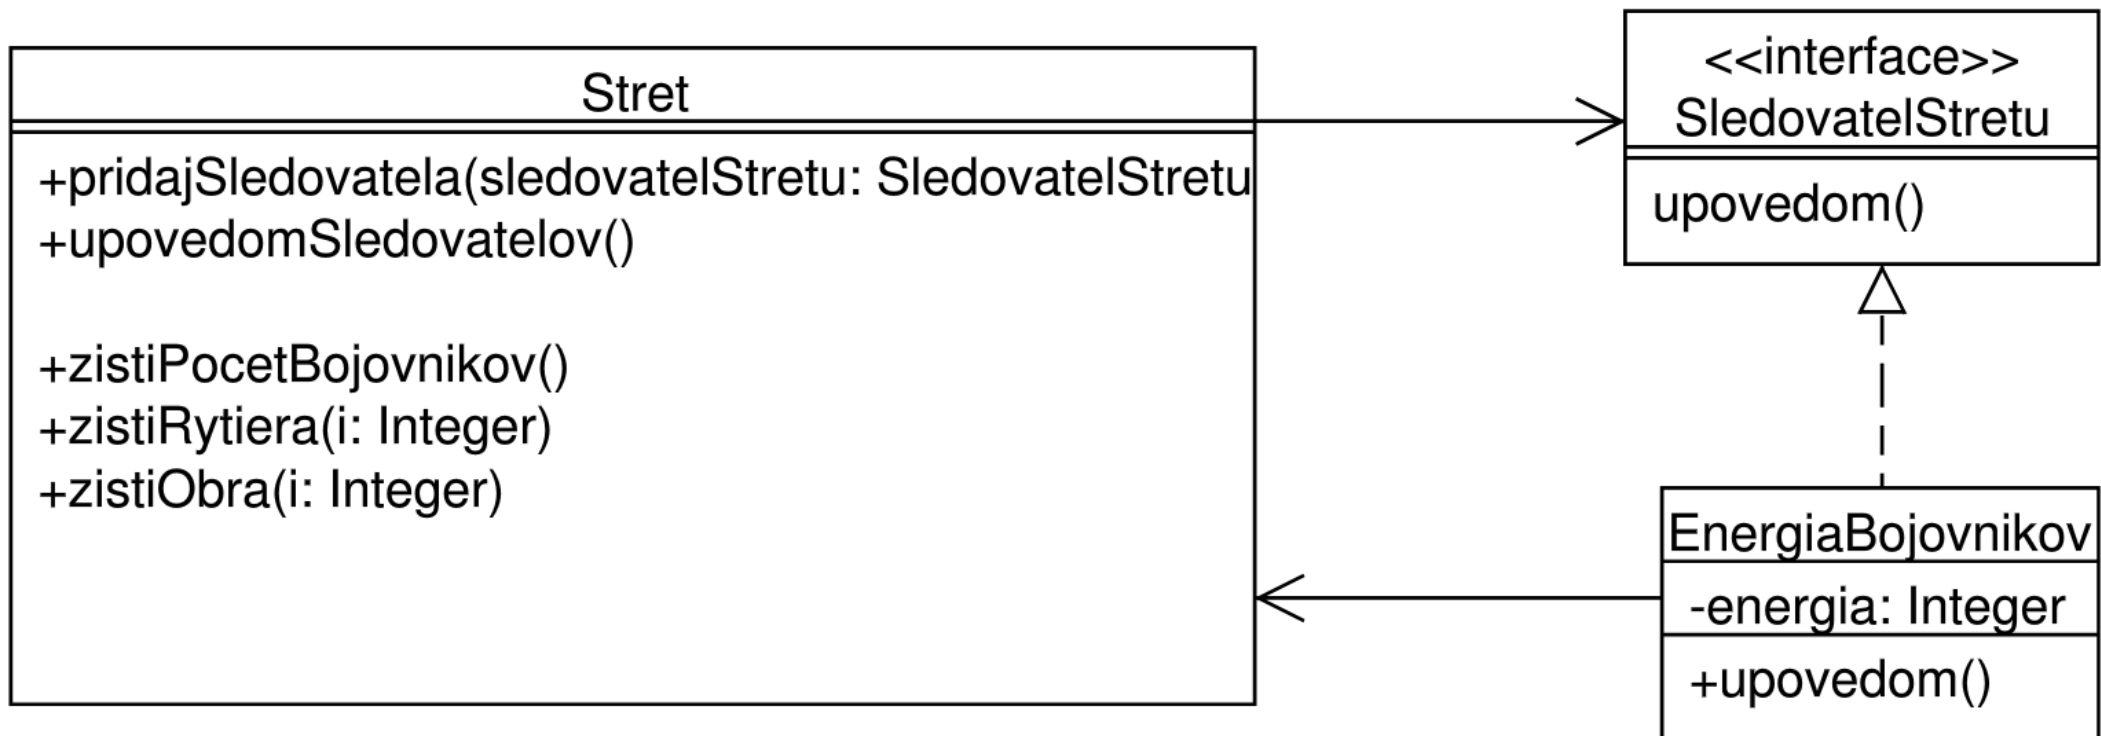 Stret
+pridajSledovatela(sledovatelStretu: SledovatelStretu
+upovedomSledovatelov()
+zistiPocetBojovnikov()
+zistiRytiera(i: Integer)
+zistiObra(i: Integer)
<<interface>>
SledovatelStretu
upovedom()
EnergiaBojovnikov
-energia: Integer
+upovedom()